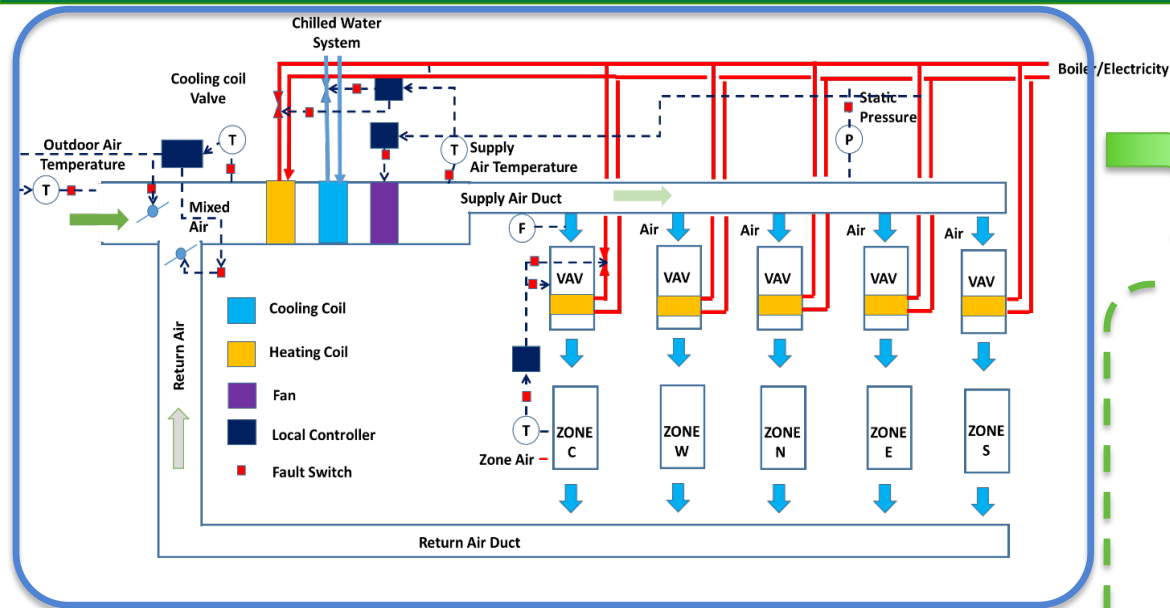 Chilled Water
System
Cooling coil
Valve
Boiler/Electricity
Static
Pressure
Outdoor Air
Temperature
T
T
T
P
Supply
Air Temperature
Mixed
Air
Supply Air Duct
F
Air
Air
Air
Air
VAV
VAV
VAV
VAV
VAV
Cooling Coil
Heating Coil
Fan
Local Controller
Fault Switch
Return Air
T
Zone Air
ZONE
C
ZONE
W
ZONE
N
ZONE
E
ZONE
S
Return Air Duct